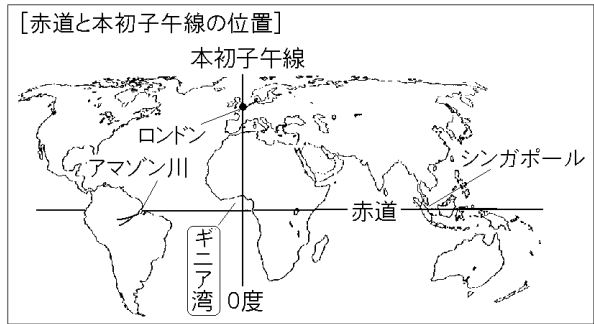 [赤道と本初子午線の位置]
本初子午線
ロンドン
アマゾン川
シンガポール
赤道
ギニア湾
0度